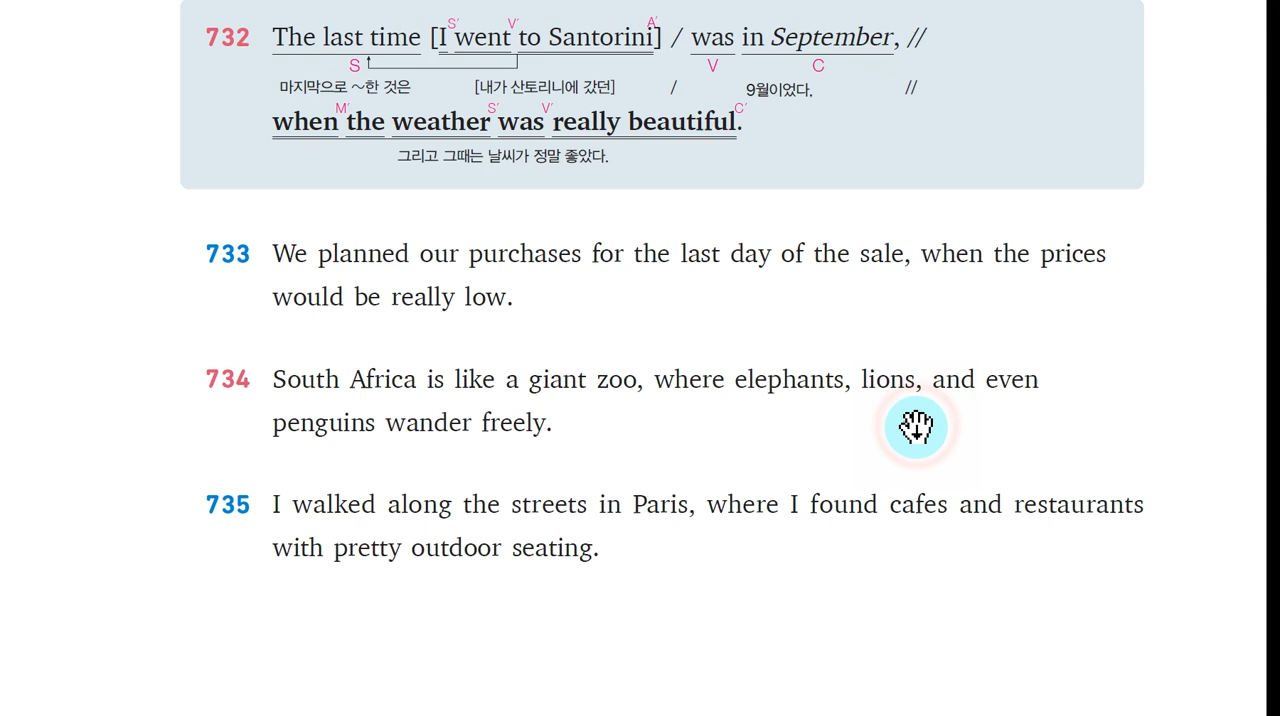 732 The last time [I went to Santorini] / was in September, //
S' V' A'
S V C
마지막으로 ~한 것은 [내가 산토리니에 갔던] / 9월이었다, //
M' S' V' C'
when the weather was really beautiful.
그리고 그때는 날씨가 정말 좋았다.
733 We planned our purchases for the last day of the sale, when the prices
would be really low.
734 South Africa is like a giant zoo, where elephants, lions, and even
penguins wander freely.
735 I walked along the streets in Paris, where I found cafes and restaurants
with pretty outdoor seating.